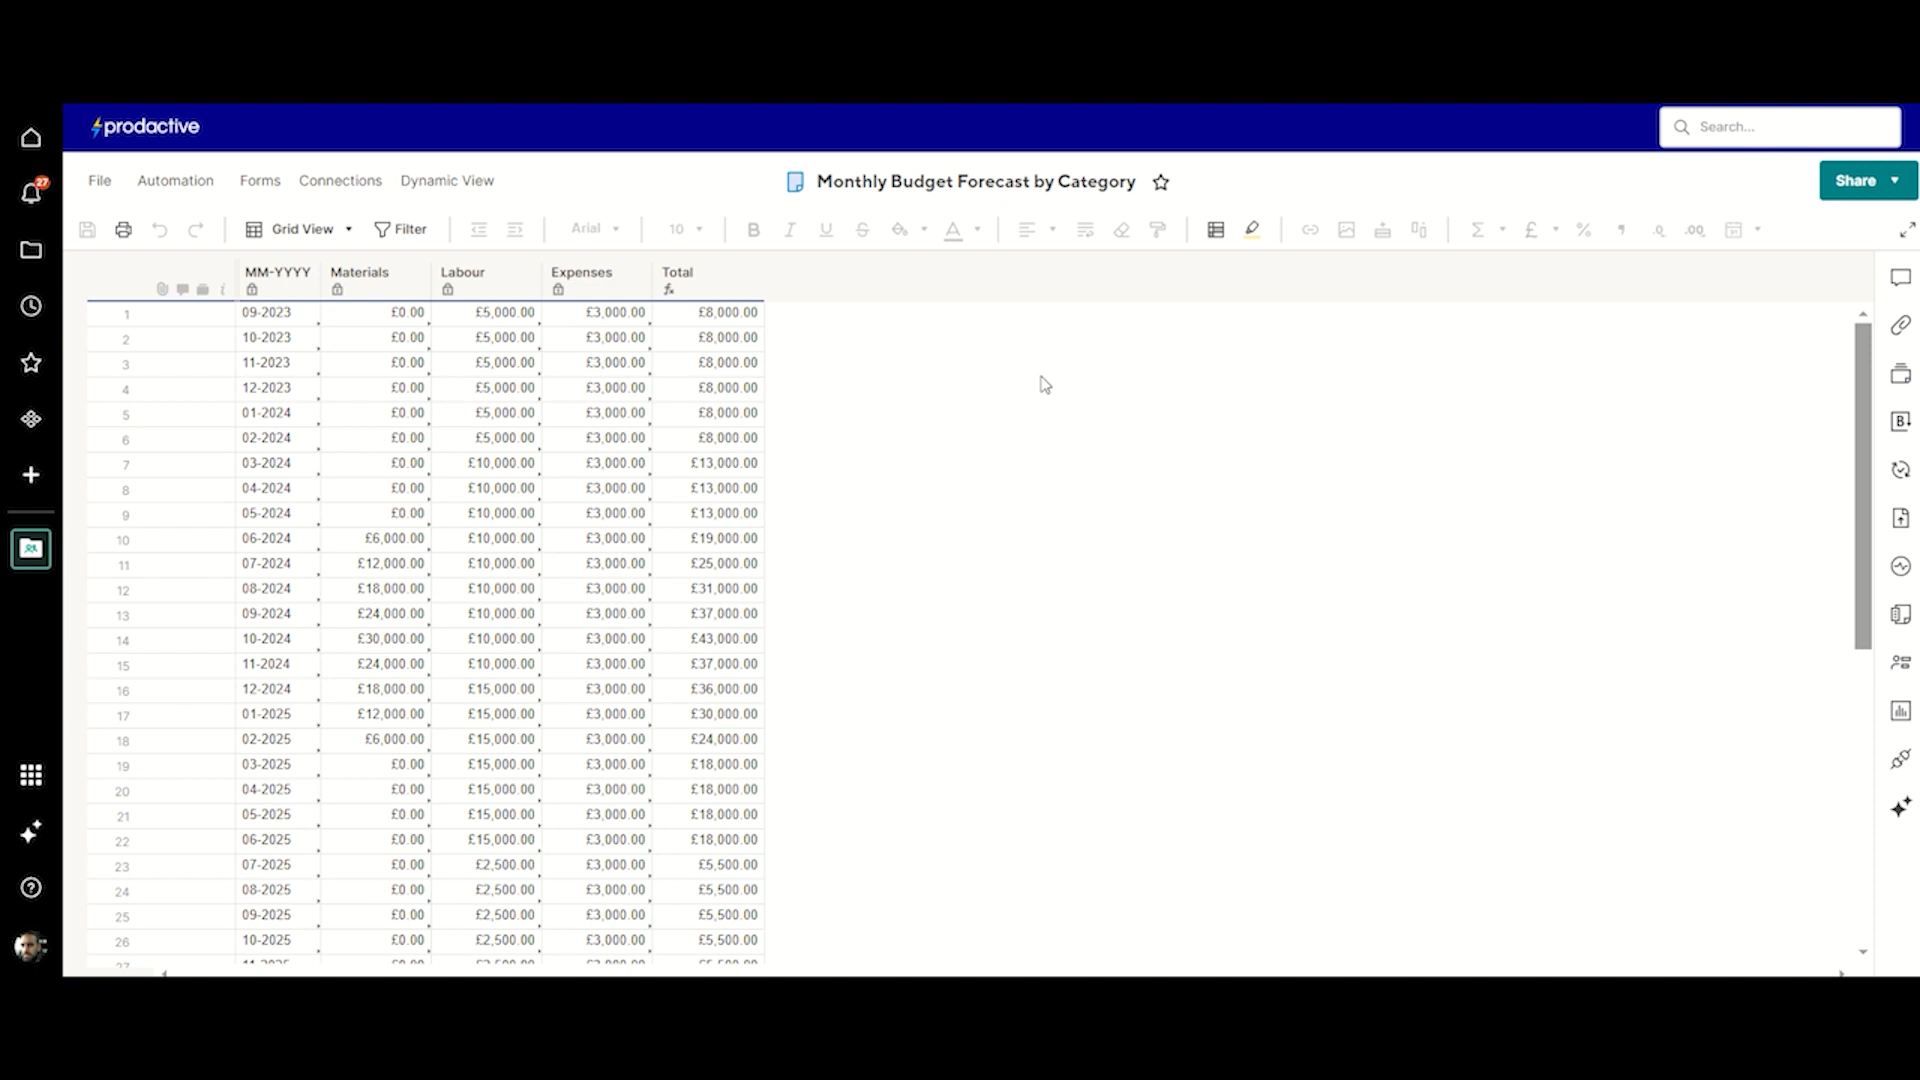 prodactive
Search...
File Automation Forms Connections Dynamic View
Monthly Budget Forecast by Category
Share
27
Grid View Filter Arial 10 B I U S A Σ £ % .0 .00
MM-YYYY Materials Labour Expenses Total
1 09-2023 £0.00 £5,000.00 £3,000.00 £8,000.00
2 10-2023 £0.00 £5,000.00 £3,000.00 £8,000.00
3 11-2023 £0.00 £5,000.00 £3,000.00 £8,000.00
4 12-2023 £0.00 £5,000.00 £3,000.00 £8,000.00
5 01-2024 £0.00 £5,000.00 £3,000.00 £8,000.00
6 02-2024 £0.00 £5,000.00 £3,000.00 £8,000.00
7 03-2024 £0.00 £10,000.00 £3,000.00 £13,000.00
8 04-2024 £0.00 £10,000.00 £3,000.00 £13,000.00
9 05-2024 £0.00 £10,000.00 £3,000.00 £13,000.00
10 06-2024 £6,000.00 £10,000.00 £3,000.00 £19,000.00
11 07-2024 £12,000.00 £10,000.00 £3,000.00 £25,000.00
12 08-2024 £18,000.00 £10,000.00 £3,000.00 £31,000.00
13 09-2024 £24,000.00 £10,000.00 £3,000.00 £37,000.00
14 10-2024 £30,000.00 £10,000.00 £3,000.00 £43,000.00
15 11-2024 £24,000.00 £10,000.00 £3,000.00 £37,000.00
16 12-2024 £18,000.00 £15,000.00 £3,000.00 £36,000.00
17 01-2025 £12,000.00 £15,000.00 £3,000.00 £30,000.00
18 02-2025 £6,000.00 £15,000.00 £3,000.00 £24,000.00
19 03-2025 £0.00 £15,000.00 £3,000.00 £18,000.00
20 04-2025 £0.00 £15,000.00 £3,000.00 £18,000.00
21 05-2025 £0.00 £15,000.00 £3,000.00 £18,000.00
22 06-2025 £0.00 £15,000.00 £3,000.00 £18,000.00
23 07-2025 £0.00 £2,500.00 £3,000.00 £5,500.00
24 08-2025 £0.00 £2,500.00 £3,000.00 £5,500.00
25 09-2025 £0.00 £2,500.00 £3,000.00 £5,500.00
26 10-2025 £0.00 £2,500.00 £3,000.00 £5,500.00